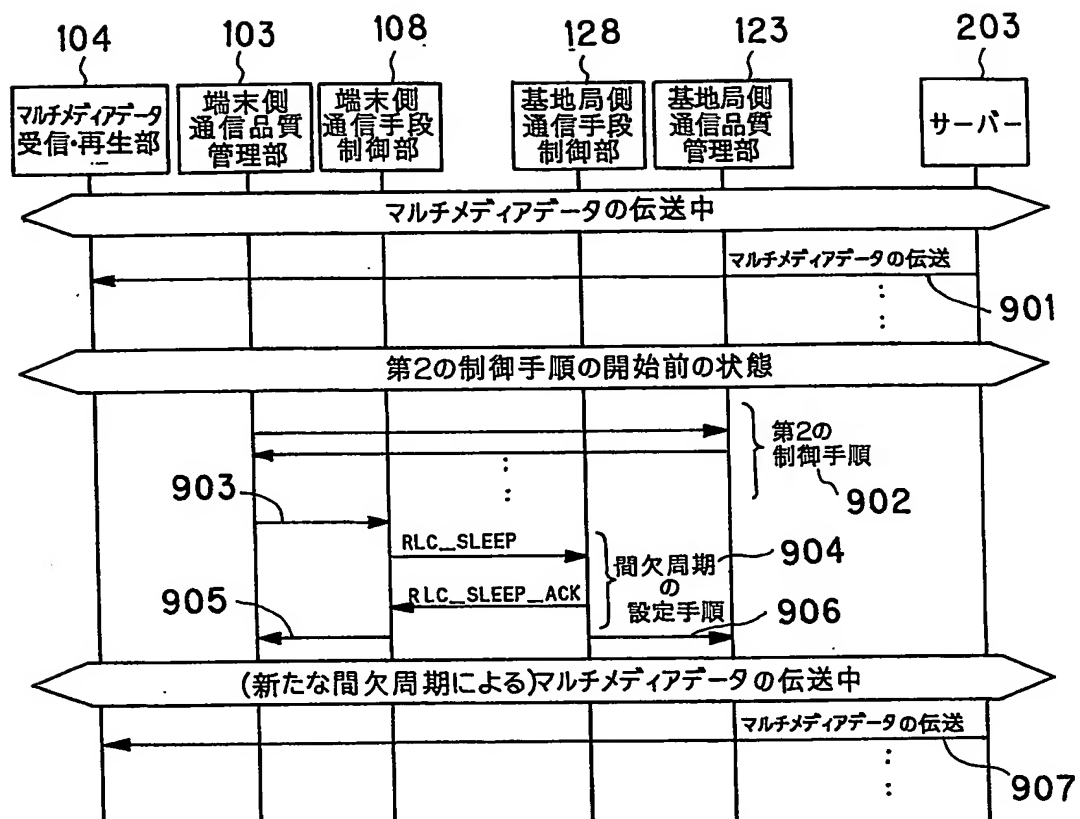 104
103
108
128
123
203
マルチメディアデータ
受信・再生部
端末側
通信品質
管理部
端末側
通信手段
制御部
基地局側
通信手段
制御部
基地局側
通信品質
管理部
サーバー
マルチメディアデータの伝送中
マルチメディアデータの伝送
901
第2の制御手順の開始前の状態
第2の
制御手順
902
903
RLC_SLEEP
間欠周期
の
設定手順
904
RLC_SLEEP_ACK
905
906
(新たな間欠周期による)マルチメディアデータの伝送中
マルチメディアデータの伝送
907